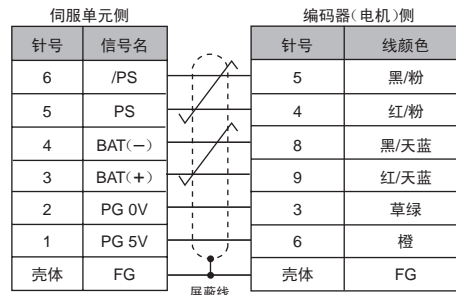 伺服单元侧 编码器(电机)侧
针号 信号名 针号 线颜色
6 /PS 5 黑/粉
5 PS 4 红/粉
4 BAT(−) 8 黑/天蓝
3 BAT(+) 9 红/天蓝
2 PG 0V 3 草绿
1 PG 5V 6 橙
壳体 FG 壳体 FG
屏蔽线